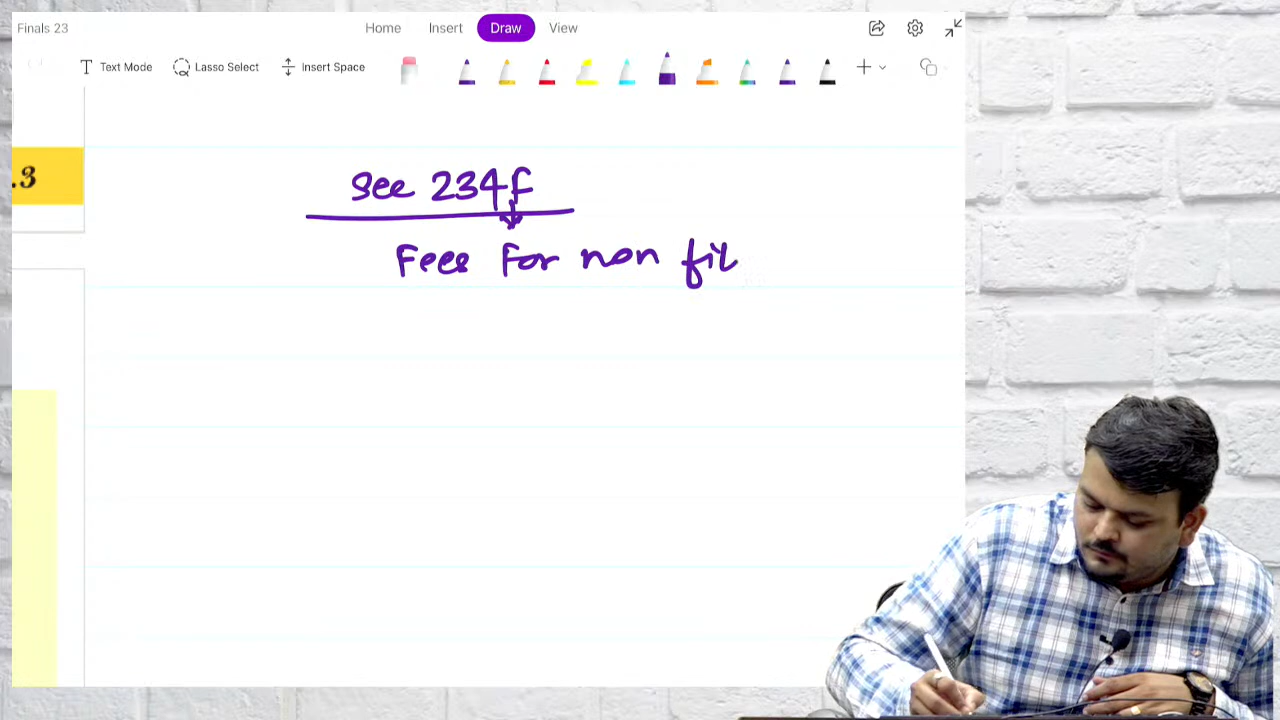 Finals 23
Home Insert Draw View
Text Mode Lasso Select Insert Space
.3
See 234f
Fees For non fil